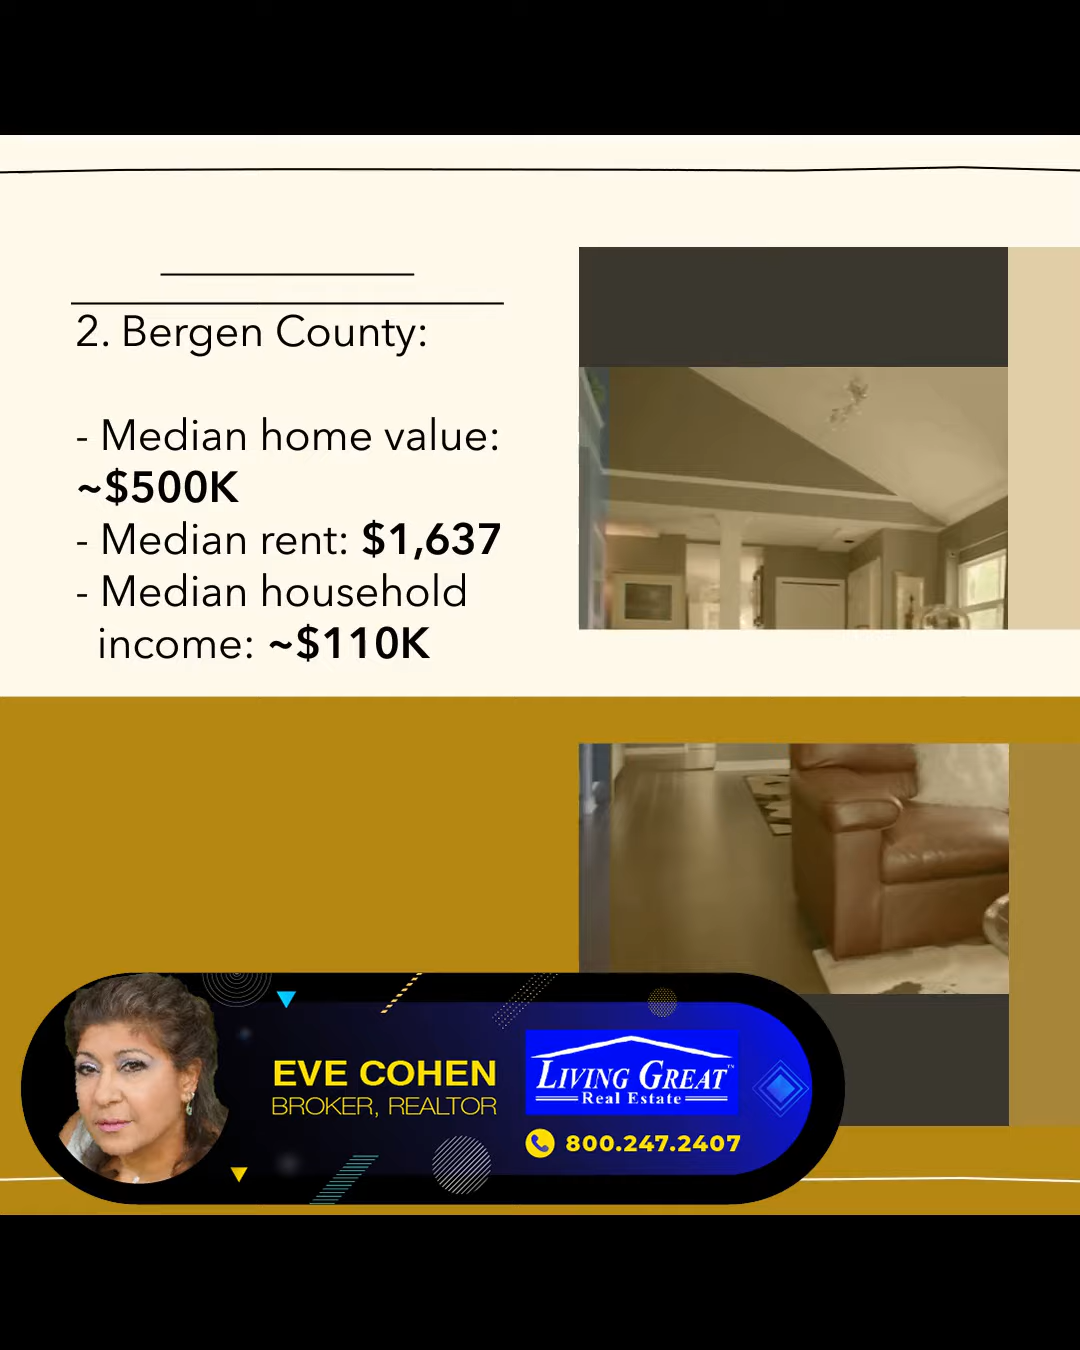 2. Bergen County:
- Median home value:
~$500K
- Median rent: $1,637
- Median household
income: ~$110K
EVE COHEN
BROKER, REALTOR
LIVING GREAT™
Real Estate
800.247.2407